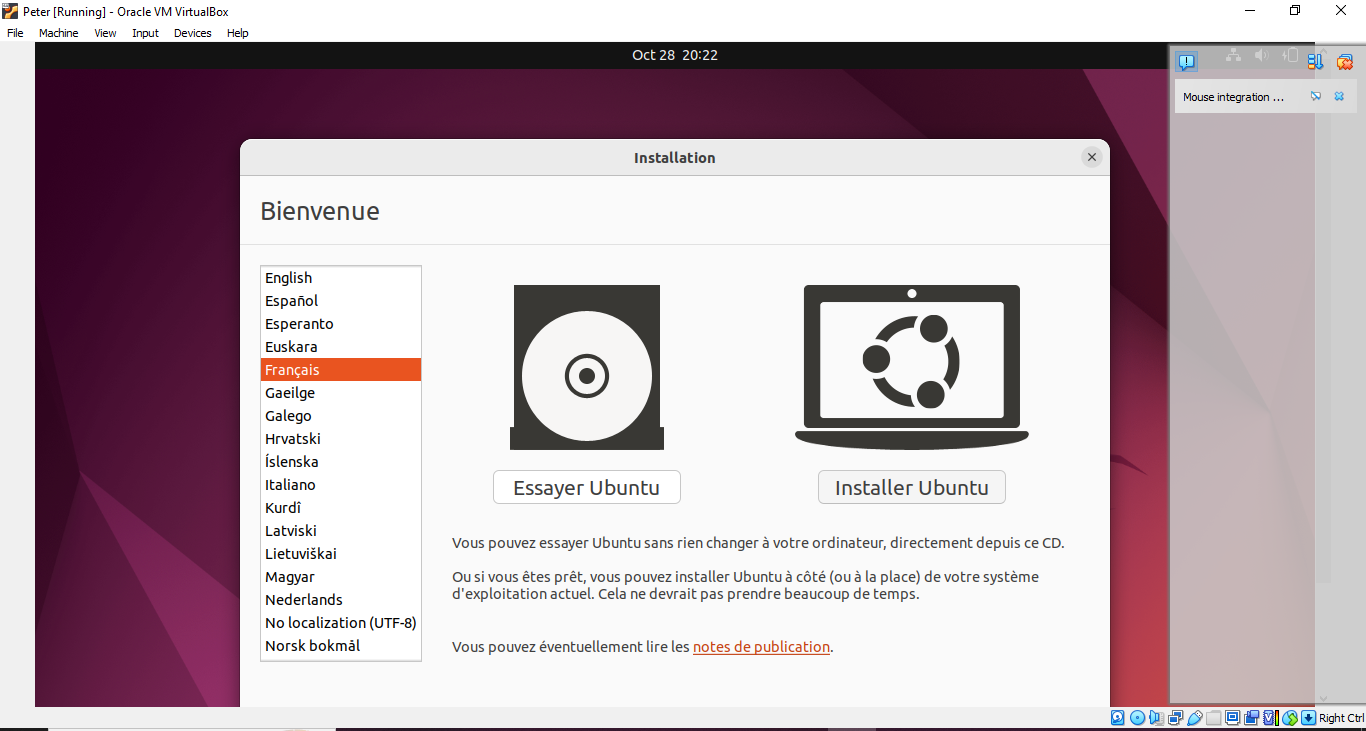 Peter [Running] - Oracle VM VirtualBox
File Machine View Input Devices Help
Oct 28 20:22
Mouse integration ...
Installation
Bienvenue
English
Español
Esperanto
Euskara
Français
Gaeilge
Galego
Hrvatski
Íslenska
Italiano
Kurdî
Latviski
Lietuviškai
Magyar
Nederlands
No localization (UTF-8)
Norsk bokmål
Essayer Ubuntu
Installer Ubuntu
Vous pouvez essayer Ubuntu sans rien changer à votre ordinateur, directement depuis ce CD.
Ou si vous êtes prêt, vous pouvez installer Ubuntu à côté (ou à la place) de votre système
d'exploitation actuel. Cela ne devrait pas prendre beaucoup de temps.
Vous pouvez éventuellement lire les notes de publication.
Right Ctrl